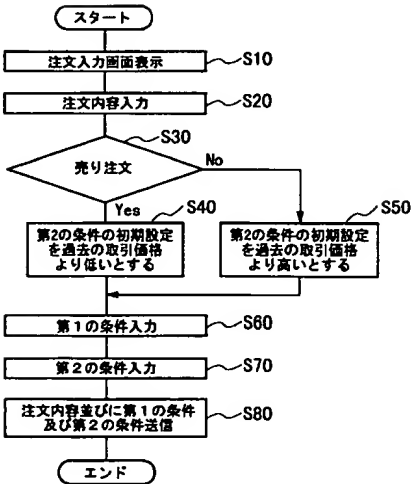 スタート
注文入力画面表示
S10
注文内容入力
S20
S30
売り注文
No
Yes
S40
第2の条件の初期設定
を過去の取引価格
より低いとする
S50
第2の条件の初期設定
を過去の取引価格
より高いとする
第1の条件入力
S60
第2の条件入力
S70
注文内容並びに第1の条件
及び第2の条件送信
S80
エンド